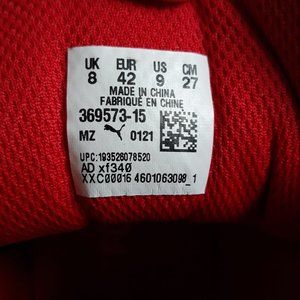 UK EUR US CM
8 42 9 27
MADE IN CHINA
FABRIQUÉ EN CHINE
369573-15
MZ 0121
UPC:193526078520
AD xf340
XXC00016 4601063098_1